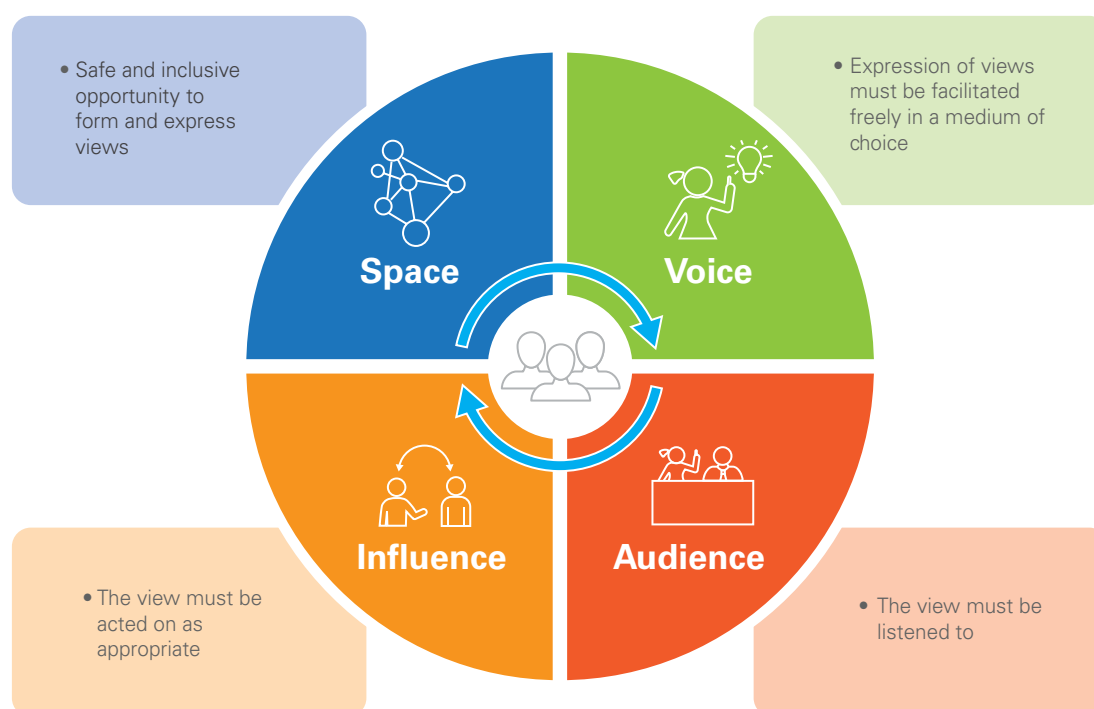 • Safe and inclusive
opportunity to
form and express
views
• Expression of views
must be facilitated
freely in a medium of
choice
Space
Voice
Influence
Audience
• The view must be
acted on as
appropriate
• The view must be
listened to